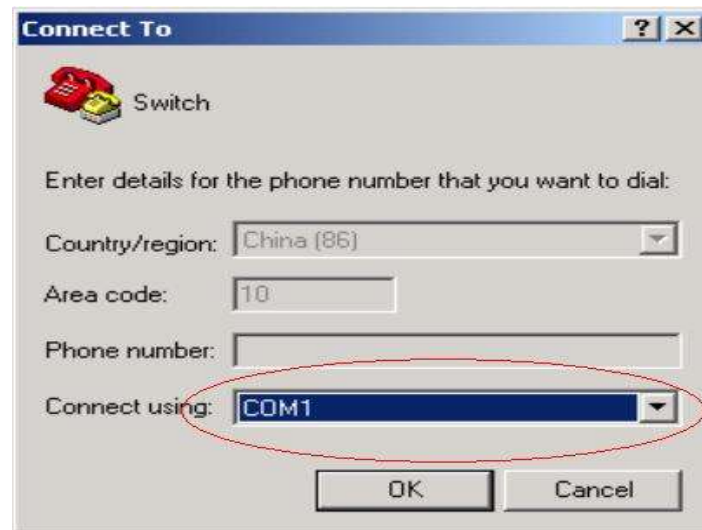 Connect To
Switch
Enter details for the phone number that you want to dial:
Country/region: China (86)
Area code: 10
Phone number:
Connect using: COM1
OK Cancel